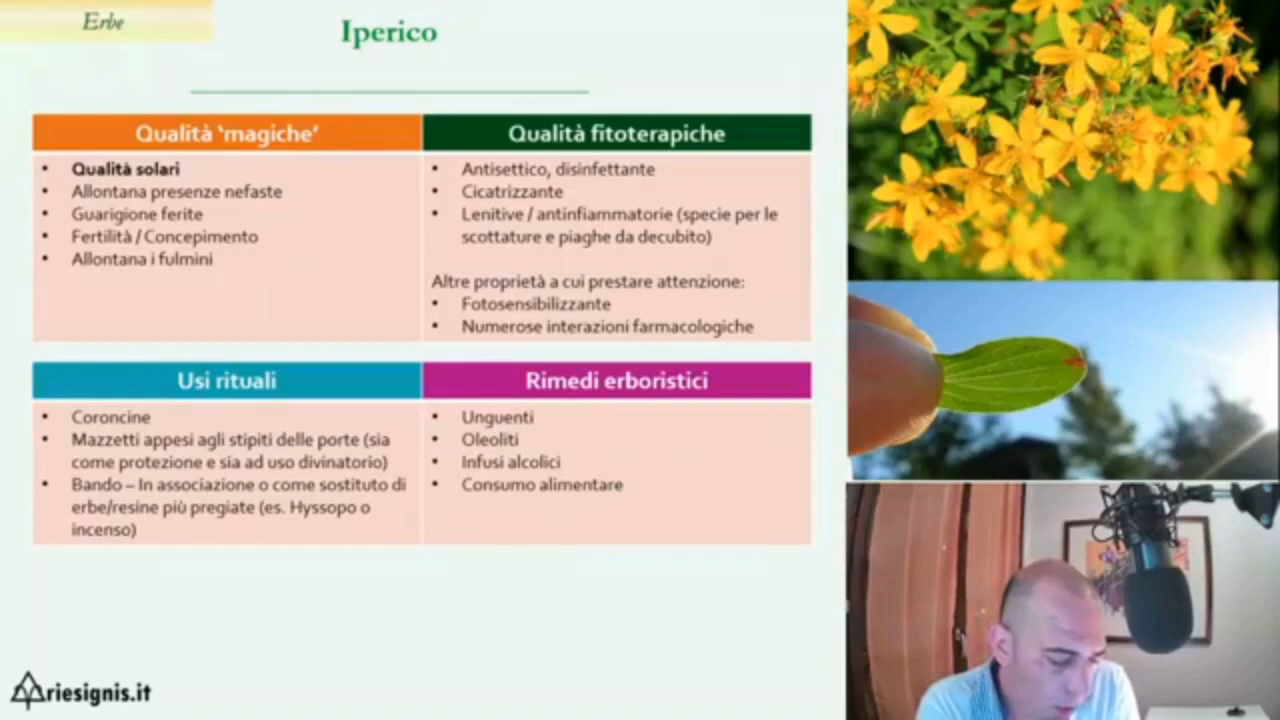 Erbe
Iperico
Qualità ‘magiche’
Qualità fitoterapiche
• Qualità solari
• Allontana presenze nefaste
• Guarigione ferite
• Fertilità / Concepimento
• Allontana i fulmini
• Antisettico, disinfettante
• Cicatrizzante
• Lenitive / antinfiammatorie (specie per le
scottature e piaghe da decubito)
Altre proprietà a cui prestare attenzione:
• Fotosensibilizzante
• Numerose interazioni farmacologiche
Usi rituali
Rimedi erboristici
• Coroncine
• Mazzetti appesi agli stipiti delle porte (sia
come protezione e sia ad uso divinatorio)
• Bando – In associazione o come sostituto di
erbe/resine più pregiate (es. Hyssopo o
incenso)
• Unguenti
• Oleoliti
• Infusi alcolici
• Consumo alimentare
Ariesignis.it